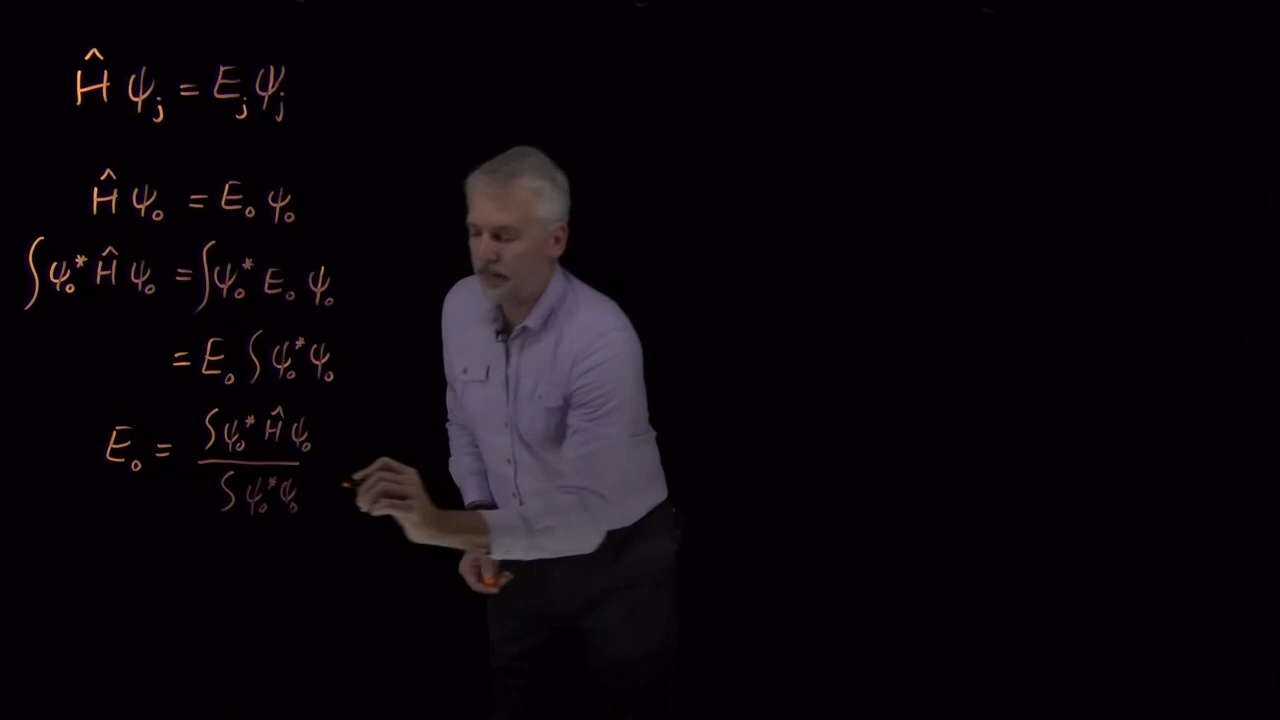 Ĥ ψⱼ = Eⱼ ψⱼ
Ĥ ψ₀ = E₀ ψ₀
∫ψ₀* Ĥ ψ₀ = ∫ψ₀* E₀ ψ₀
= E₀ ∫ψ₀* ψ₀
E₀ = ∫ψ₀* Ĥ ψ₀ / ∫ψ₀* ψ₀